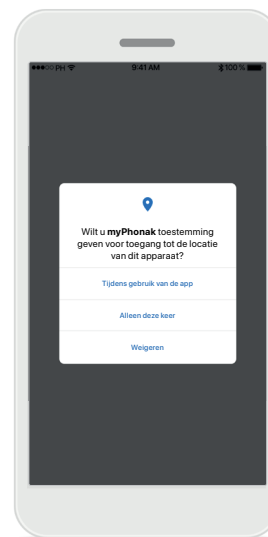 ●●●○○ PH 9:41 AM 100 %
Wilt u myPhonak toestemming
geven voor toegang tot de locatie
van dit apparaat?
Tijdens gebruik van de app
Alleen deze keer
Weigeren